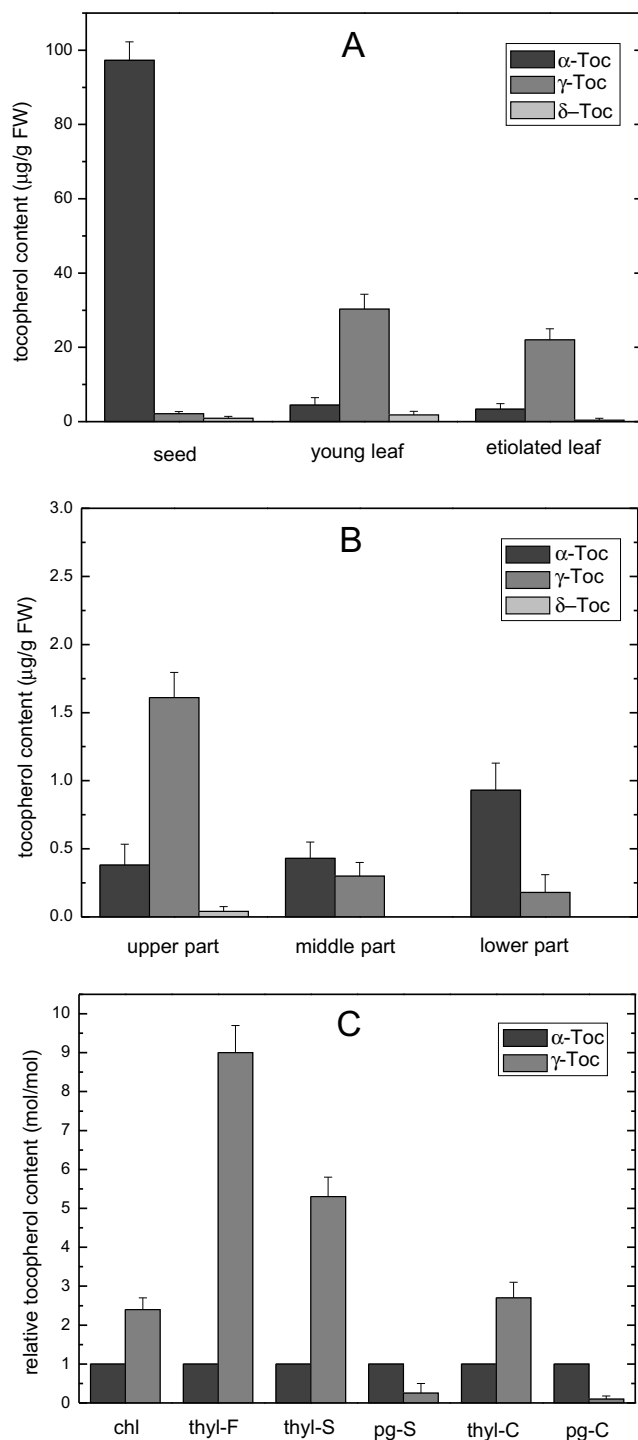 A
α-Toc
γ-Toc
δ–Toc
tocopherol content (μg/g FW)
100
80
60
40
20
0
seed young leaf etiolated leaf
B
α-Toc
γ-Toc
δ–Toc
tocopherol content (μg/g FW)
3.0
2.5
2.0
1.5
1.0
0.5
0.0
upper part middle part lower part
C
α-Toc
γ-Toc
relative tocopherol content (mol/mol)
10
9
8
7
6
5
4
3
2
1
0
chl thyl-F thyl-S pg-S thyl-C pg-C